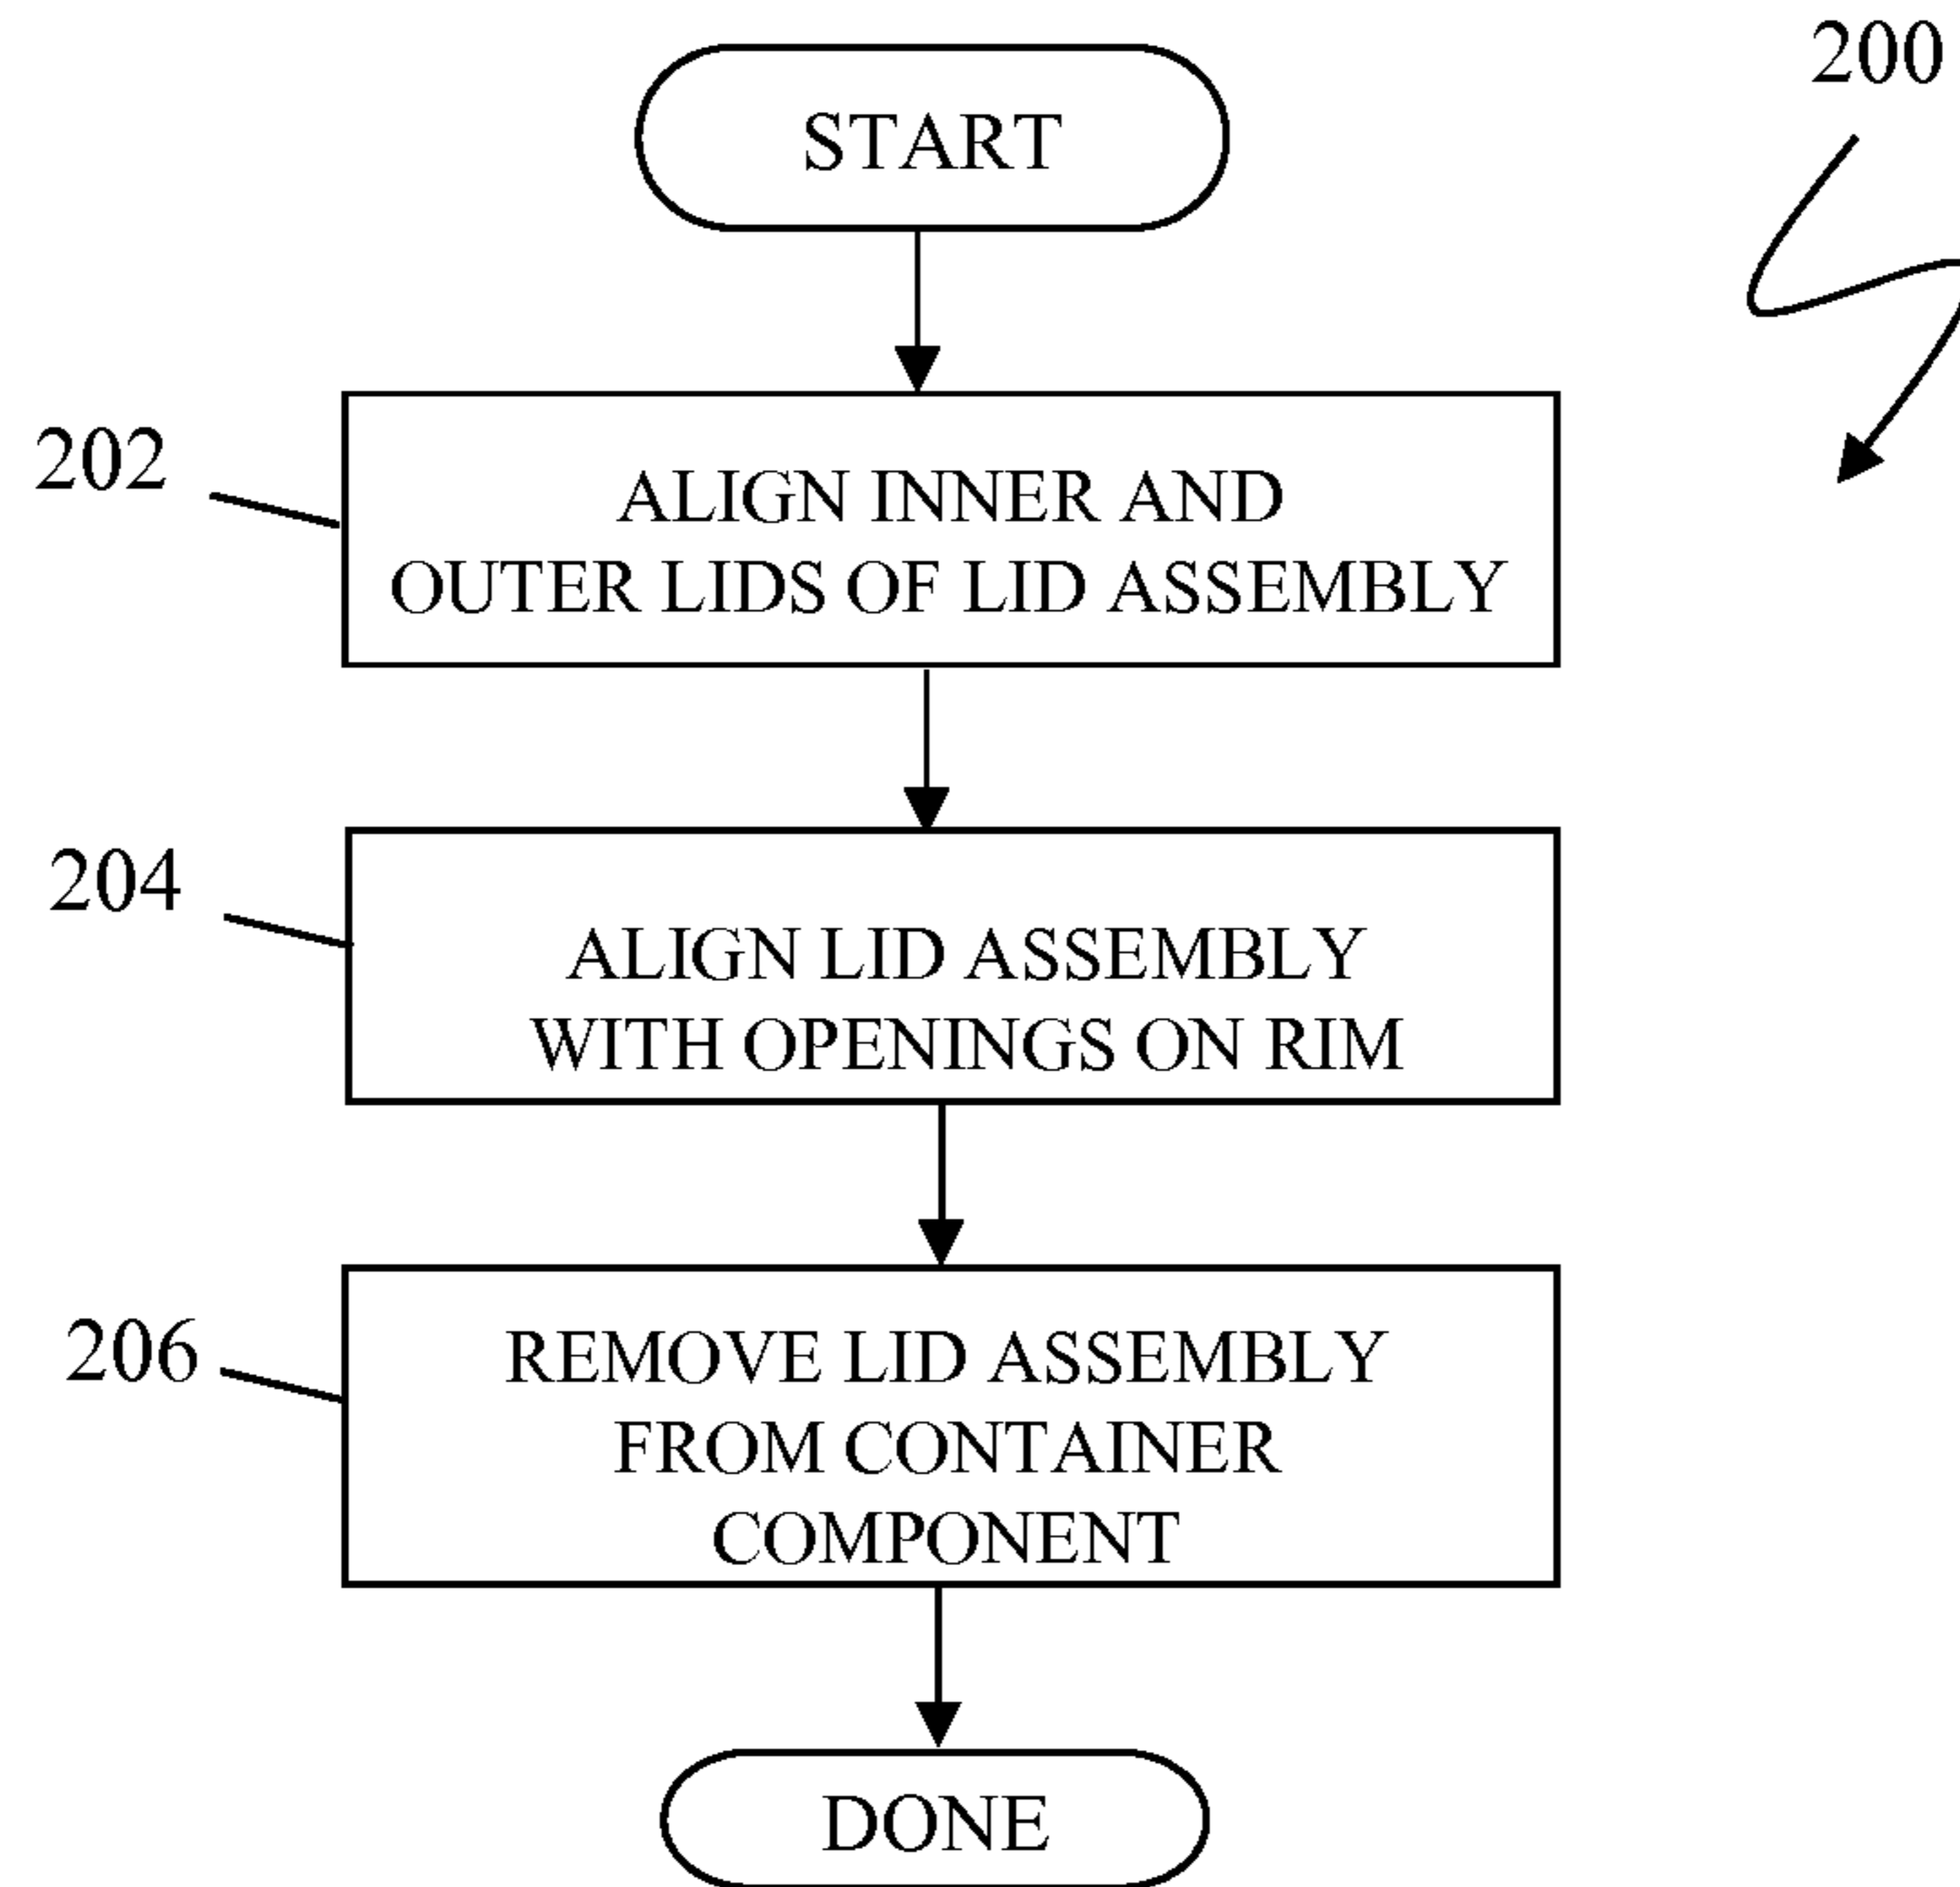 200
START
202
ALIGN INNER AND
OUTER LIDS OF LID ASSEMBLY
204
ALIGN LID ASSEMBLY
WITH OPENINGS ON RIM
206
REMOVE LID ASSEMBLY
FROM CONTAINER
COMPONENT
DONE